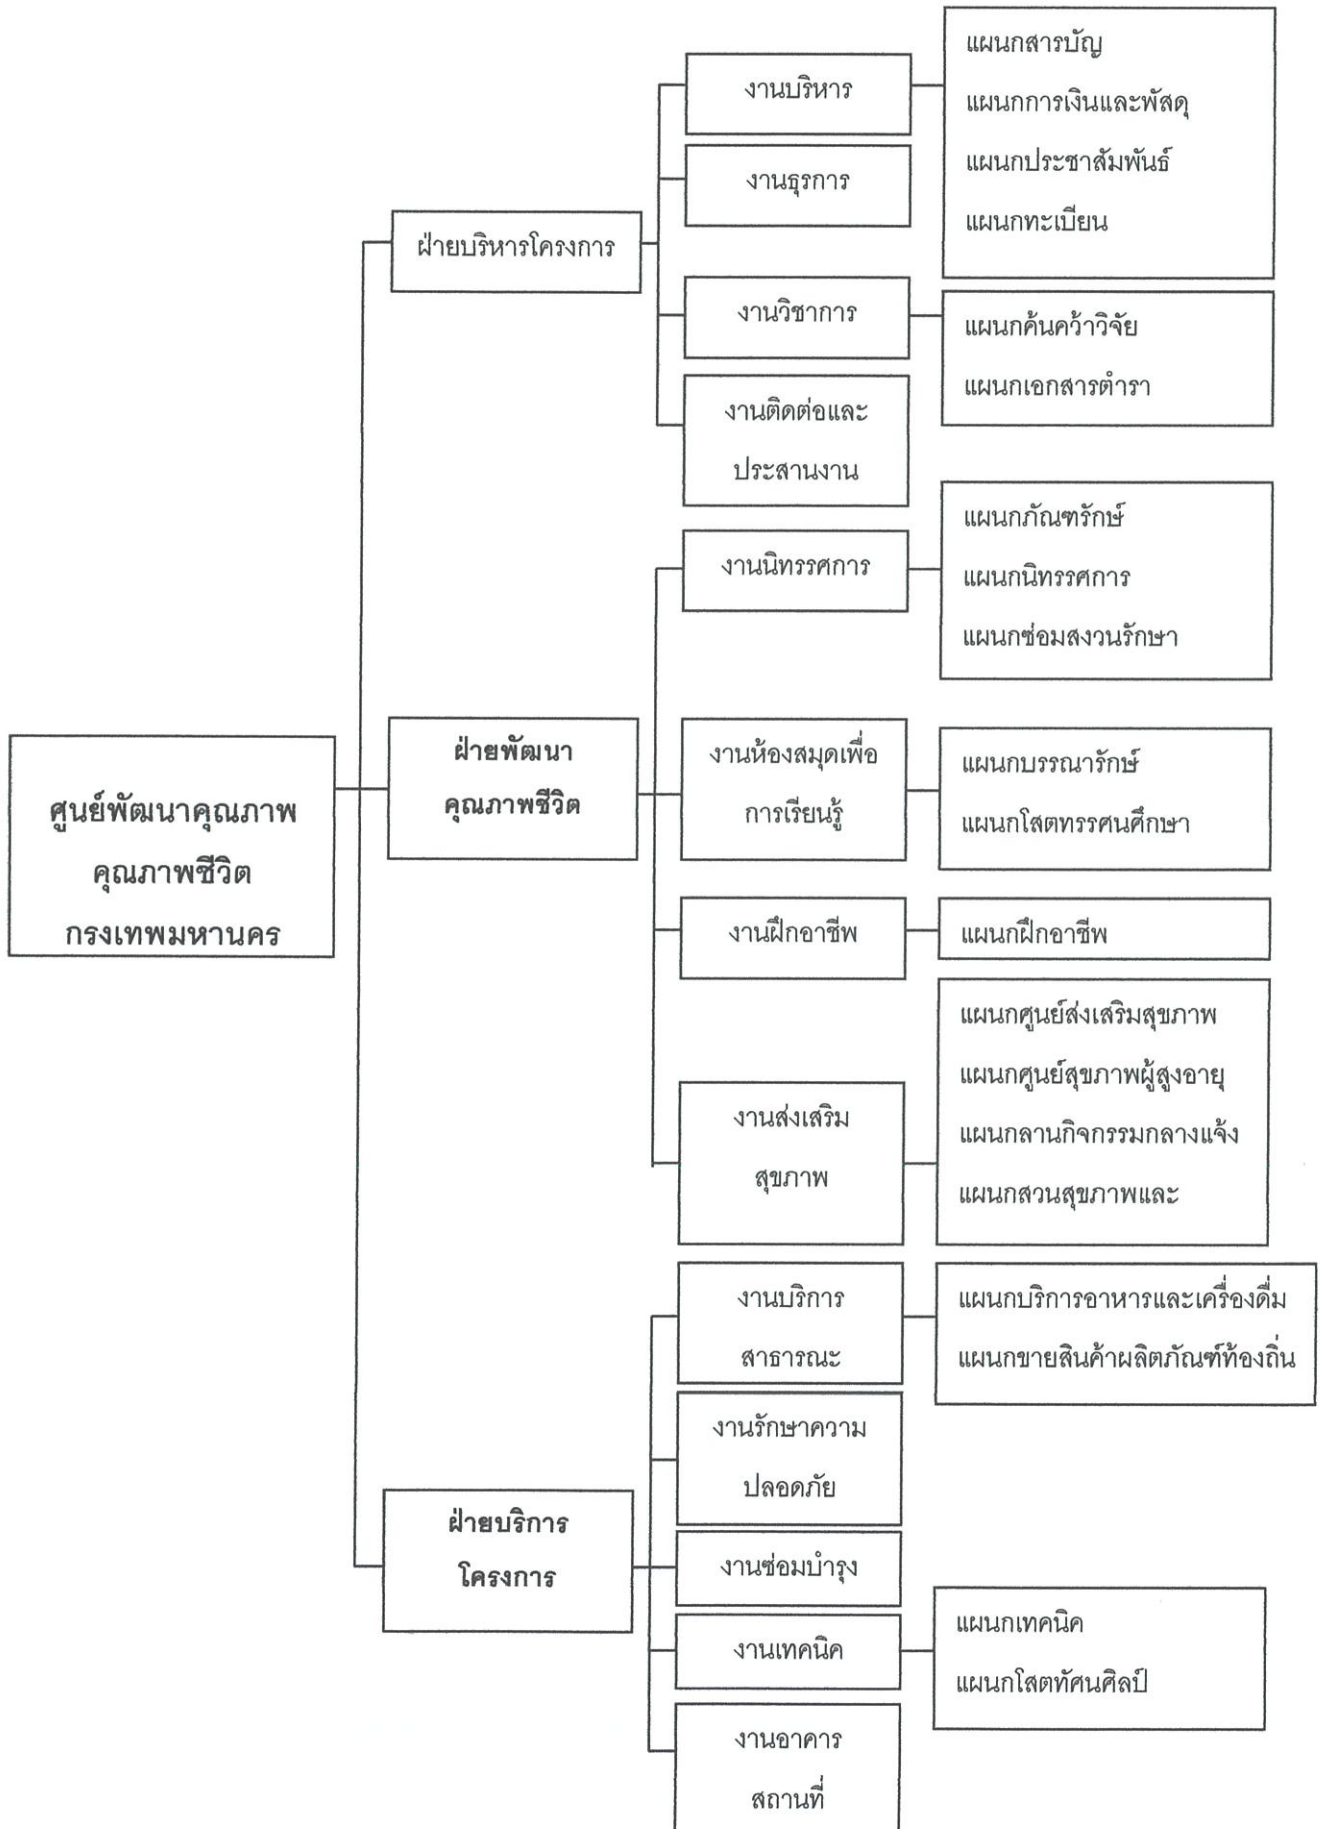 ศูนย์พัฒนาคุณภาพ
คุณภาพชีวิต
กรุงเทพมหานคร
ฝ่ายบริหารโครงการ
งานบริหาร
แผนกสารบัญ
แผนกการเงินและพัสดุ
แผนกประชาสัมพันธ์
แผนกทะเบียน
งานธุรการ
งานวิชาการ
แผนกค้นคว้าวิจัย
แผนกเอกสารตำรา
งานติดต่อและ
ประสานงาน
ฝ่ายพัฒนา
คุณภาพชีวิต
งานนิทรรศการ
แผนกภัณฑรักษ์
แผนกนิทรรศการ
แผนกซ่อมสงวนรักษา
งานห้องสมุดเพื่อ
การเรียนรู้
แผนกบรรณารักษ์
แผนกโสตทรรศนศึกษา
งานฝึกอาชีพ
แผนกฝึกอาชีพ
งานส่งเสริม
สุขภาพ
แผนกศูนย์ส่งเสริมสุขภาพ
แผนกศูนย์สุขภาพผู้สูงอายุ
แผนกลานกิจกรรมกลางแจ้ง
แผนกสวนสุขภาพและ
ฝ่ายบริการ
โครงการ
งานบริการ
สาธารณะ
แผนกบริการอาหารและเครื่องดื่ม
แผนกขายสินค้าผลิตภัณฑ์ท้องถิ่น
งานรักษาความ
ปลอดภัย
งานซ่อมบำรุง
งานเทคนิค
แผนกเทคนิค
แผนกโสตทัศนศิลป์
งานอาคาร
สถานที่